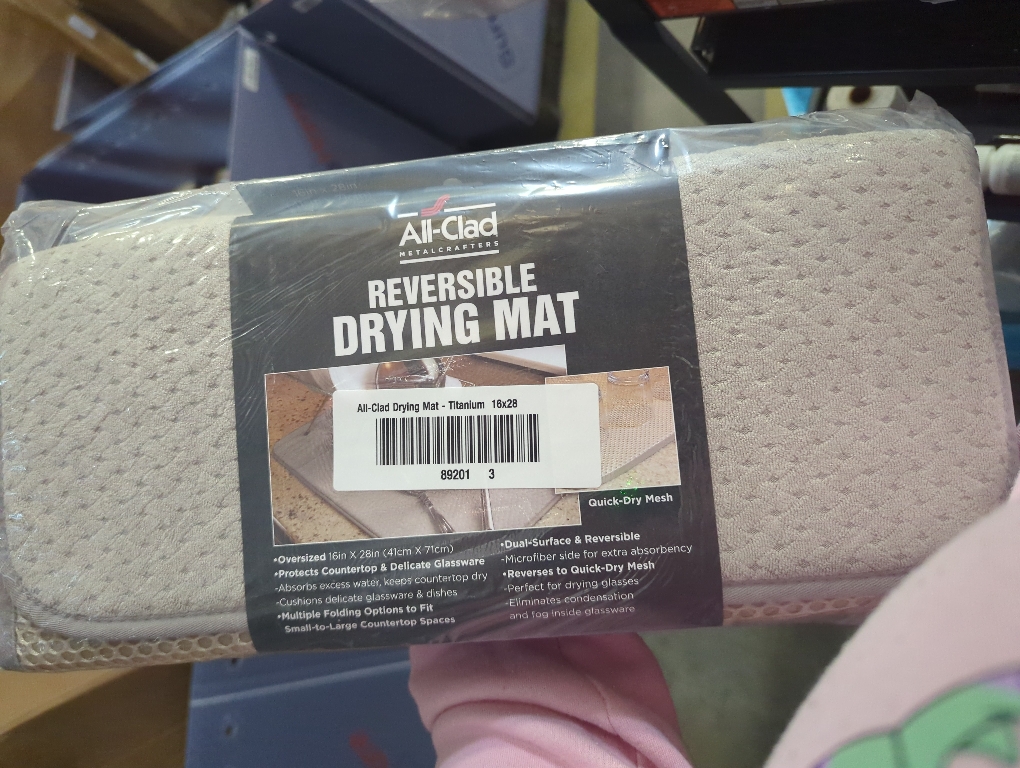 All-Clad
METALCRAFTERS
REVERSIBLE
DRYING MAT
All-Clad Drying Mat - Titanium 16x28
89201 3
Quick-Dry Mesh
•Oversized 16in X 28in (41cm X 71cm)
•Protects Countertop & Delicate Glassware
-Absorbs excess water, keeps countertop dry
-Cushions delicate glassware & dishes
•Multiple Folding Options to Fit
Small-to-Large Countertop Spaces
•Dual-Surface & Reversible
-Microfiber side for extra absorbency
•Reverses to Quick-Dry Mesh
-Perfect for drying glasses
-Eliminates condensation
and fog inside glassware